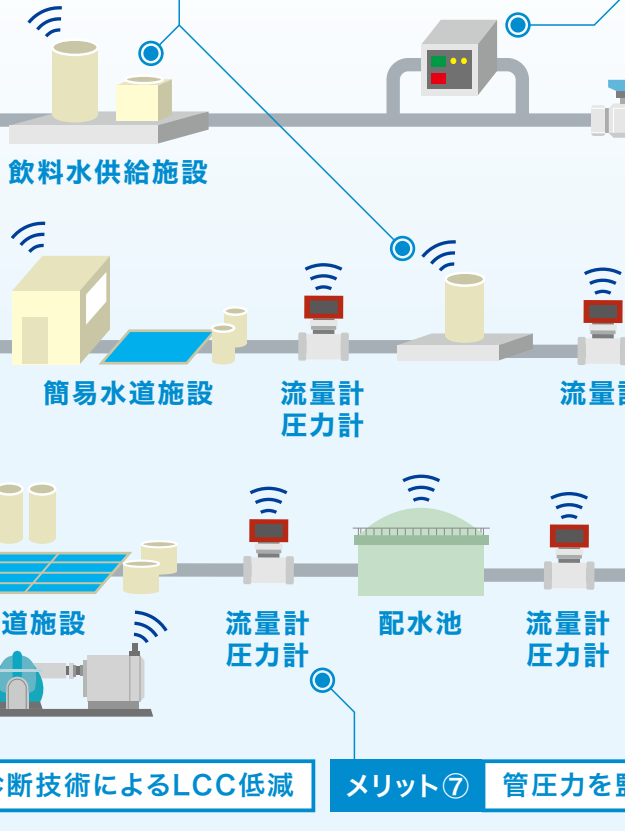 飲料水供給施設
簡易水道施設
流量計
圧力計
流量
道施設
流量計
圧力計
配水池
流量計
圧力計
断技術によるLCC低減
メリット⑦
管圧力を